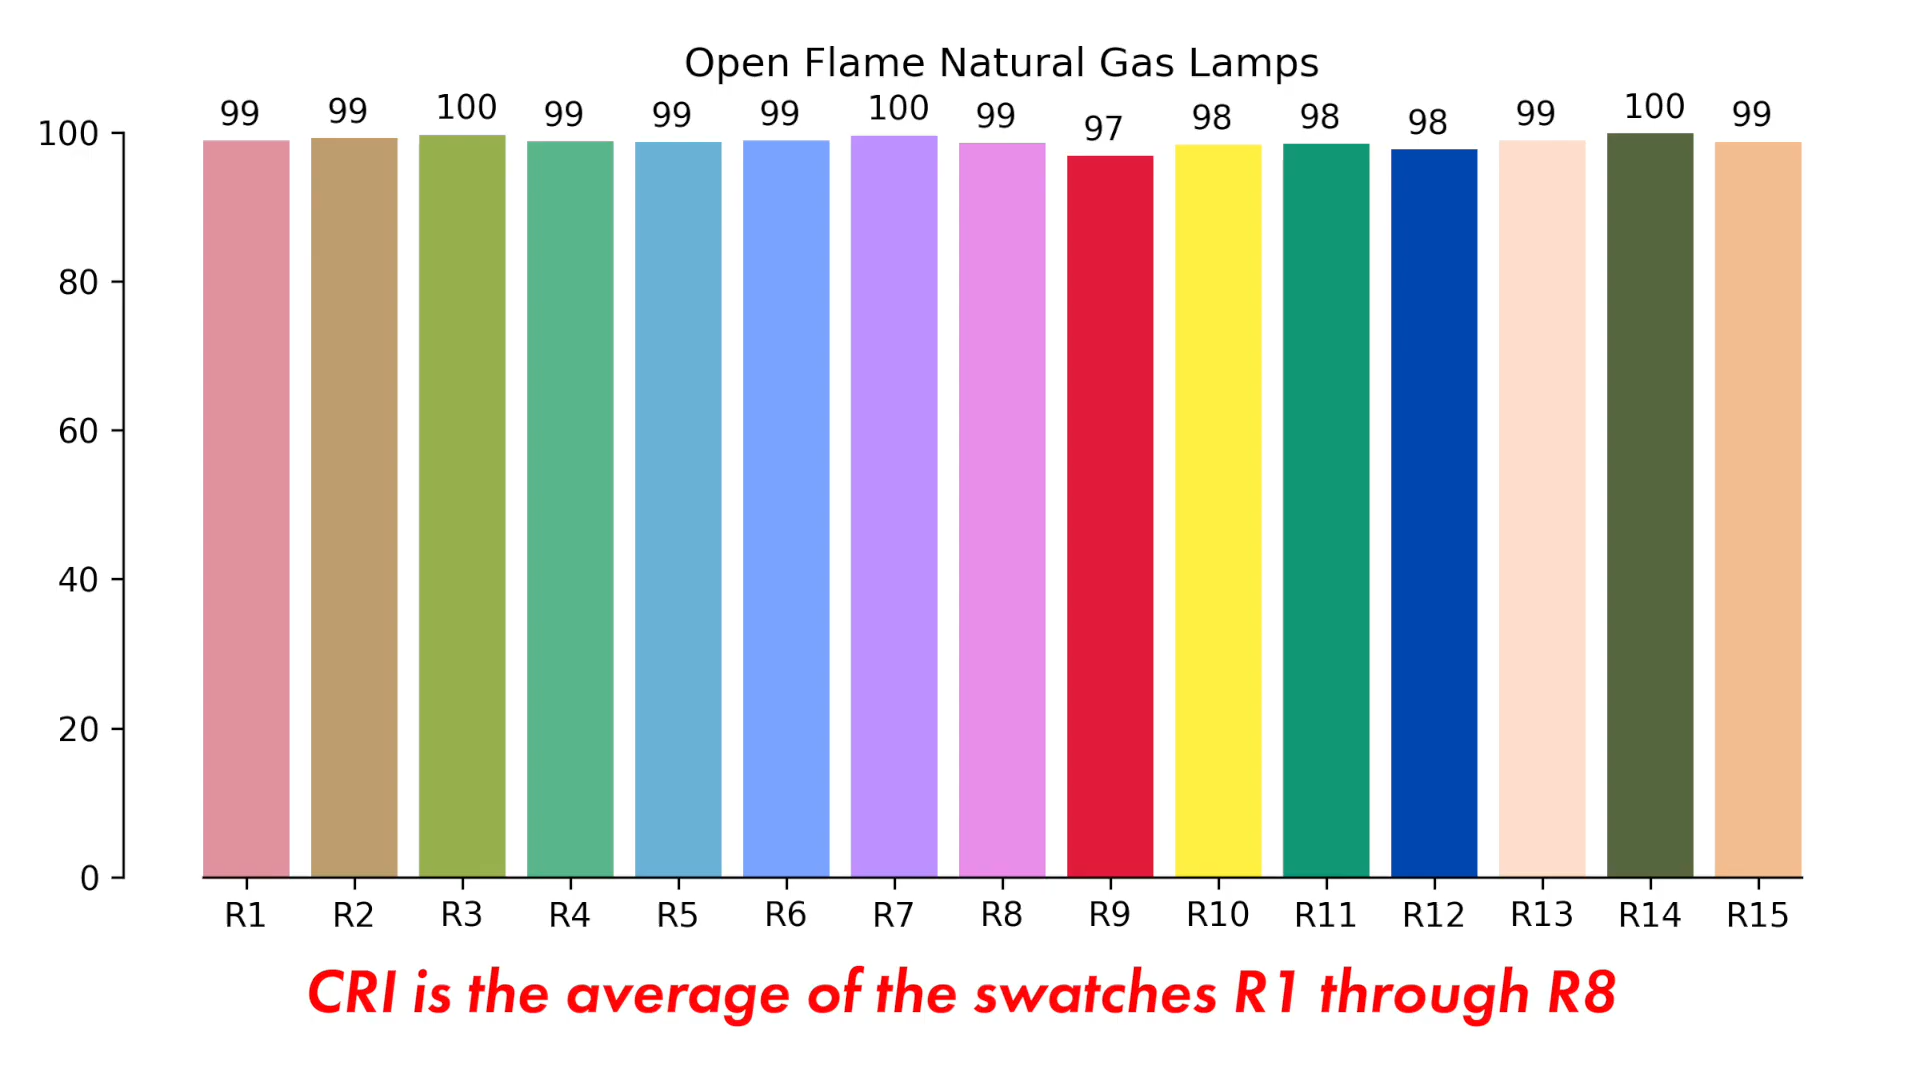 Open Flame Natural Gas Lamps
99 99 100 99 99 99 100 99 97 98 98 98 99 100 99
100
80
60
40
20
0
R1 R2 R3 R4 R5 R6 R7 R8 R9 R10 R11 R12 R13 R14 R15
CRI is the average of the swatches R1 through R8